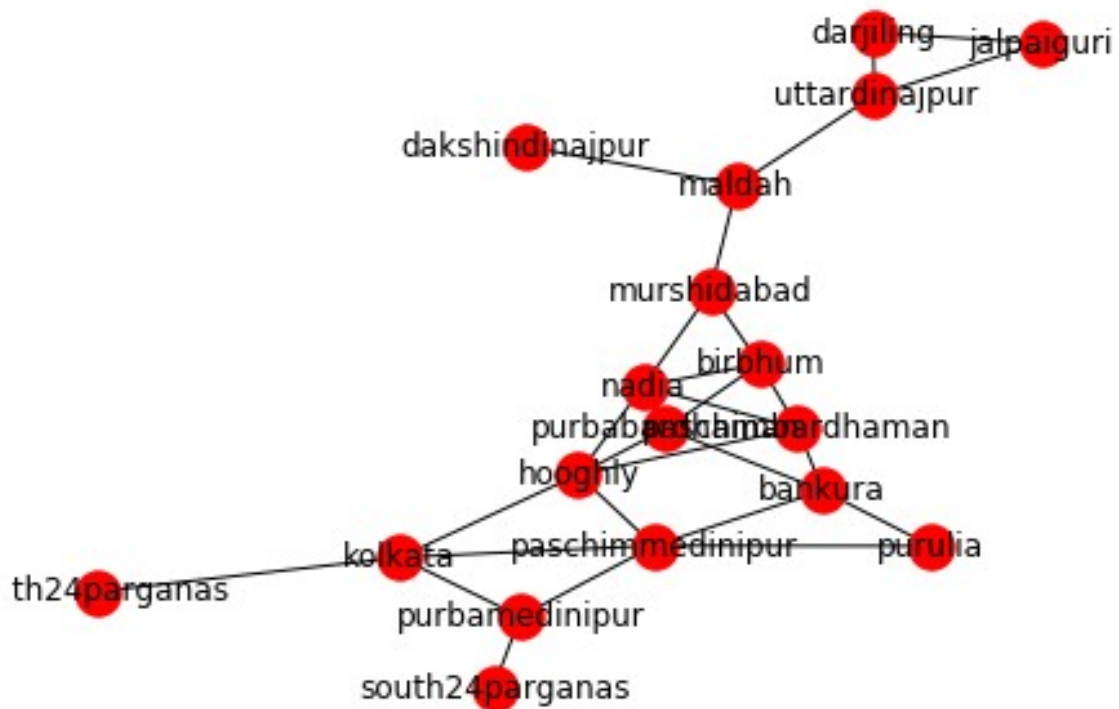 darjiling
jalpaiguri
uttardinajpur
dakshindinajpur
maldah
murshidabad
birbhum
nadia
hooghly
bankura
paschimmedinipur
purulia
kolkata
th24parganas
purbamedinipur
south24parganas